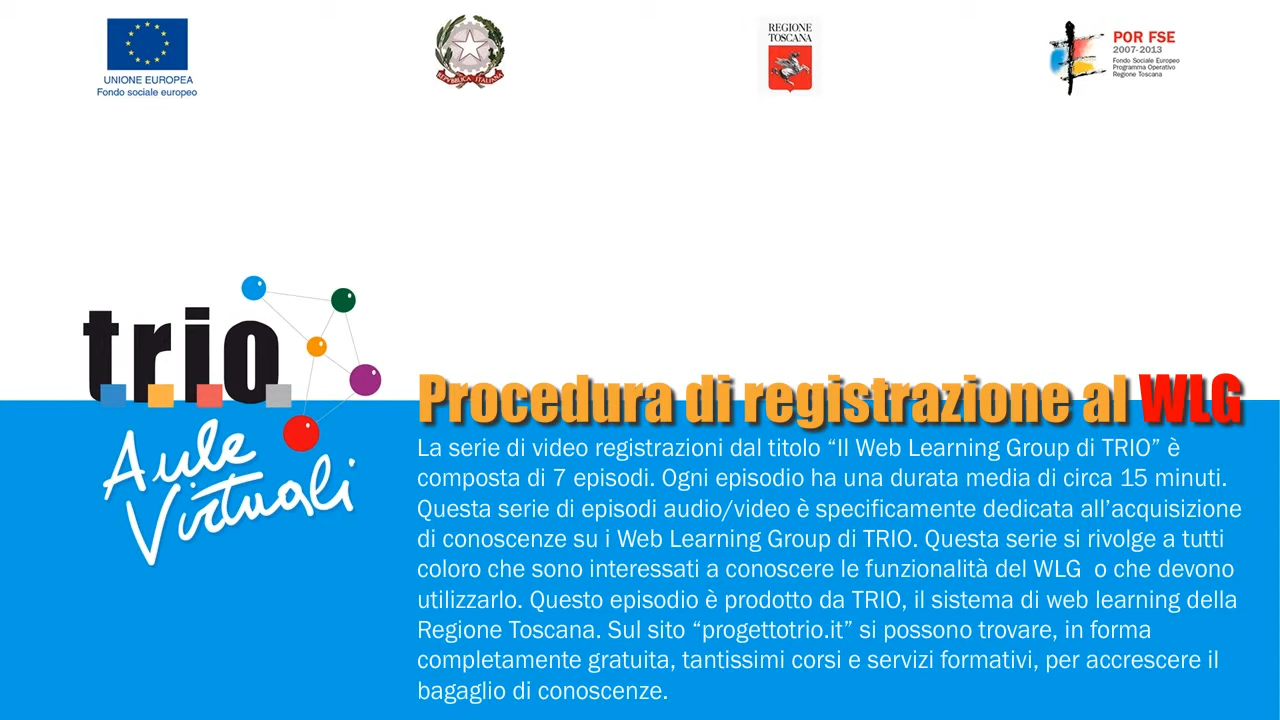 UNIONE EUROPEA
Fondo sociale europeo
REPVBBLICA ITALIANA
REGIONE
TOSCANA
POR FSE
2007-2013
Fondo Sociale Europeo
Programma Operativo
Regione Toscana
trio
Aule
Virtuali
Procedura di registrazione al WLG
La serie di video registrazioni dal titolo “Il Web Learning Group di TRIO” è
composta di 7 episodi. Ogni episodio ha una durata media di circa 15 minuti.
Questa serie di episodi audio/video è specificamente dedicata all’acquisizione
di conoscenze su i Web Learning Group di TRIO. Questa serie si rivolge a tutti
coloro che sono interessati a conoscere le funzionalità del WLG  o che devono
utilizzarlo. Questo episodio è prodotto da TRIO, il sistema di web learning della
Regione Toscana. Sul sito “progettotrio.it” si possono trovare, in forma
completamente gratuita, tantissimi corsi e servizi formativi, per accrescere il
bagaglio di conoscenze.